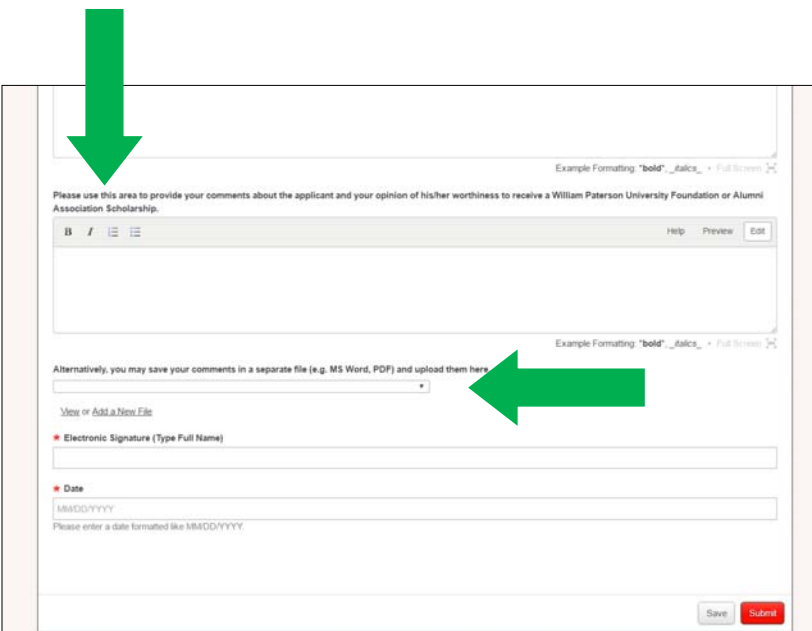 Example Formatting: *bold*, _italics_ • Full Screen
Please use this area to provide your comments about the applicant and your opinion of his/her worthiness to receive a William Paterson University Foundation or Alumni
Association Scholarship.
B I Help Preview Edit
Example Formatting: *bold*, _italics_ • Full Screen
Alternatively, you may save your comments in a separate file (e.g. MS Word, PDF) and upload them here.
View or Add a New File
* Electronic Signature (Type Full Name)
* Date
MM/DD/YYYY
Please enter a date formatted like MM/DD/YYYY.
Save Submit